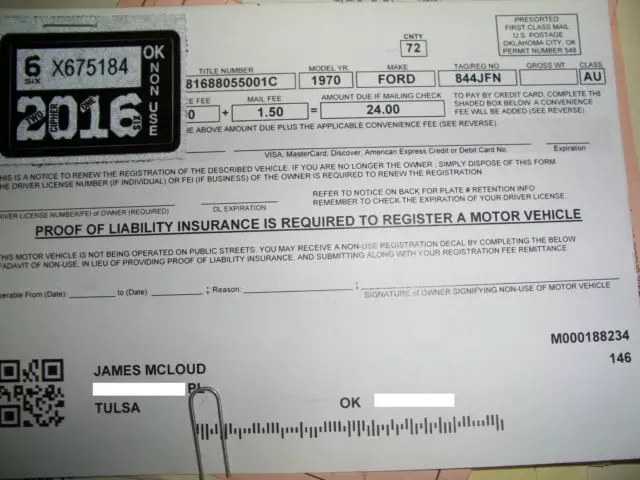 6
SIX
X675184
OK
NON USE
2016
TWO
CIPHER
ONE
SIX
PRESORTED
FIRST CLASS MAIL
U.S. POSTAGE
OKLAHOMA CITY, OK
PERMIT NUMBER 548
CNTY
72
TITLE NUMBER MODEL YR. MAKE TAG/REG NO GROSS WT CLASS
81688055001C 1970 FORD 844JFN AU
CE FEE MAIL FEE AMOUNT DUE IF MAILING CHECK
0 + 1.50 = 24.00
TO PAY BY CREDIT CARD, COMPLETE THE
SHADED BOX BELOW A CONVENIENCE
FEE WILL BE ADDED (SEE REVERSE).
HE ABOVE AMOUNT DUE PLUS THE APPLICABLE CONVENIENCE FEE (SEE REVERSE).
VISA, MasterCard, Discover, American Express Credit or Debit Card No. Expiration
THIS IS A NOTICE TO RENEW THE REGISTRATION OF THE DESCRIBED VEHICLE. IF YOU ARE NO LONGER THE OWNER, SIMPLY DISPOSE OF THIS FORM
HE DRIVER LICENSE NUMBER (IF INDIVIDUAL) OR FEI (IF BUSINESS) OF THE OWNER IS REQUIRED TO RENEW THE REGISTRATION
REFER TO NOTICE ON BACK FOR PLATE # RETENTION INFO
REMEMBER TO CHECK THE EXPIRATION OF YOUR DRIVER LICENSE
RIVER LICENSE NUMBER/FEI of OWNER (REQUIRED) DL EXPIRATION
PROOF OF LIABILITY INSURANCE IS REQUIRED TO REGISTER A MOTOR VEHICLE
THIS MOTOR VEHICLE IS NOT BEING OPERATED ON PUBLIC STREETS. YOU MAY RECEIVE A NON-USE REGISTRATION DECAL BY COMPLETING THE BELOW
FFADAVIT OF NON-USE, IN LIEU OF PROVIDING PROOF OF LIABILITY INSURANCE, AND SUBMITTING ALONG WITH YOUR REGISTRATION FEE REMITTANCE
perable From (Date): to (Date): ; Reason: ;
SIGNATURE of OWNER SIGNIFYING NON-USE OF MOTOR VEHICLE
M000188234
146
JAMES MCLOUD
PL
TULSA OK